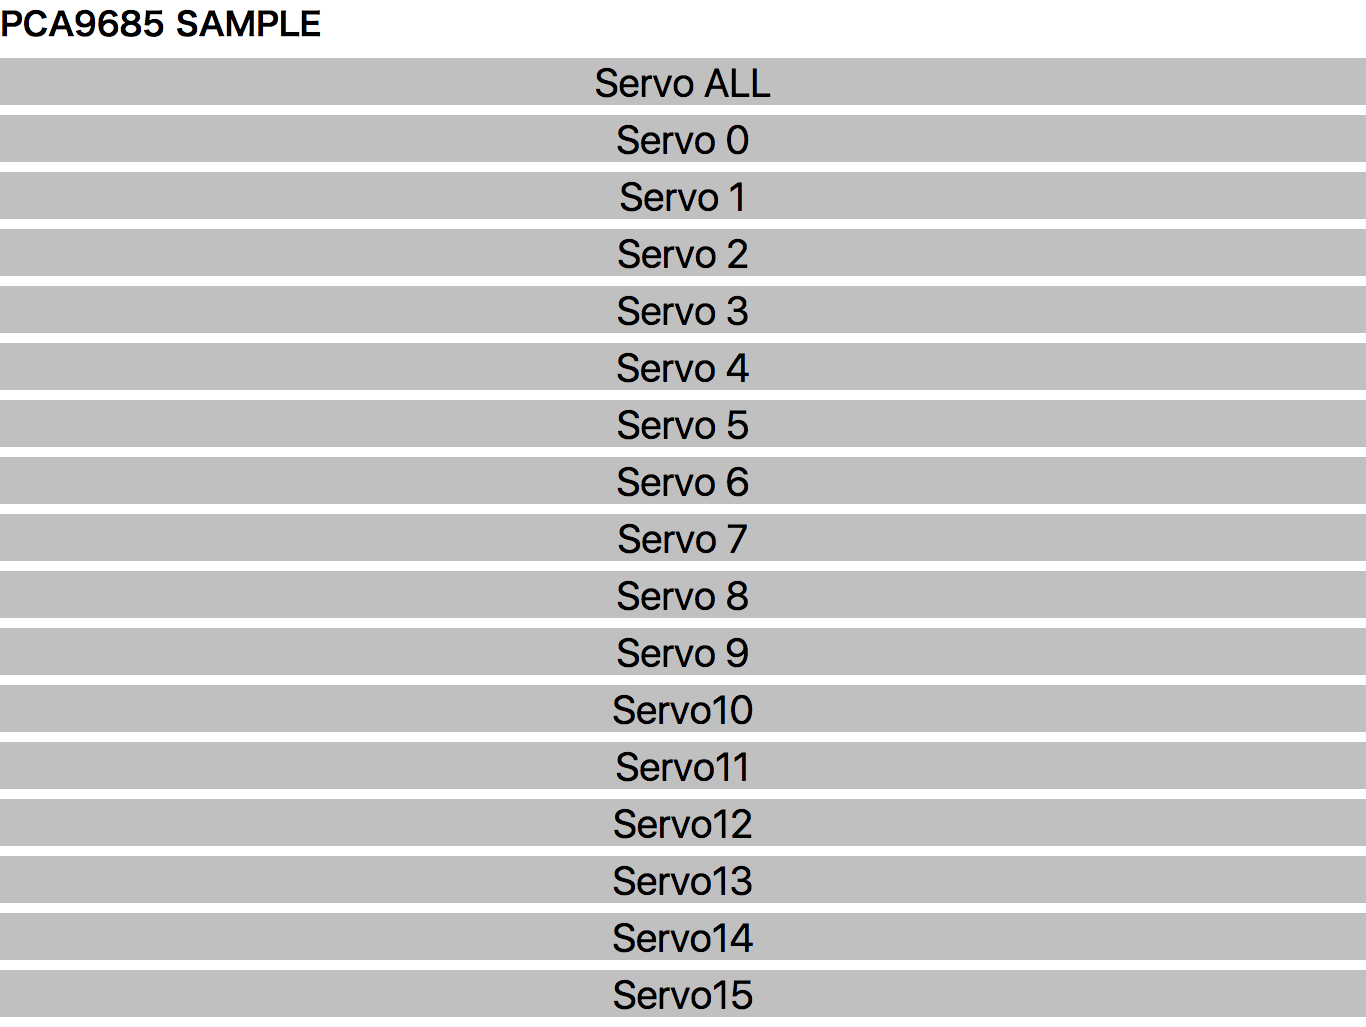 PCA9685 SAMPLE
Servo ALL
Servo 0
Servo 1
Servo 2
Servo 3
Servo 4
Servo 5
Servo 6
Servo 7
Servo 8
Servo 9
Servo10
Servo11
Servo12
Servo13
Servo14
Servo15